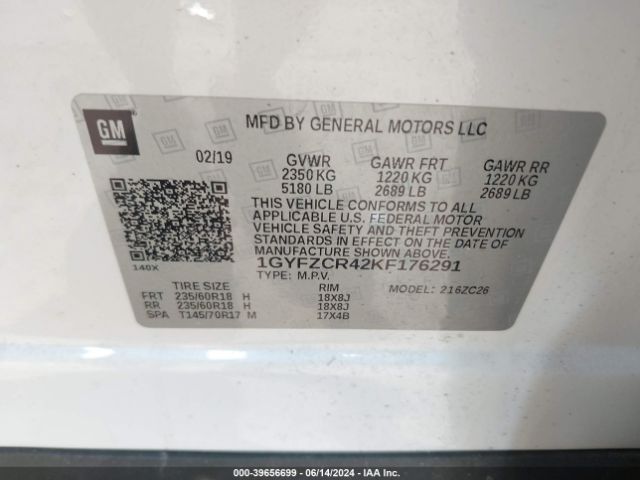 GM
MFD BY GENERAL MOTORS LLC
02/19
GVWR GAWR FRT GAWR RR
2350 KG 1220 KG 1220 KG
5180 LB 2689 LB 2689 LB
THIS VEHICLE CONFORMS TO ALL
APPLICABLE U.S. FEDERAL MOTOR
VEHICLE SAFETY AND THEFT PREVENTION
STANDARDS IN EFFECT ON THE DATE OF
MANUFACTURE SHOWN ABOVE.
1GYFZCR42KF176291
TYPE: M.P.V. MODEL: 216ZC26
140X
TIRE SIZE RIM
FRT 235/60R18 H 18X8J
RR 235/60R18 H 18X8J
SPA T145/70R17 M 17X4B
000-39656699 - 06/14/2024 - IAA Inc.